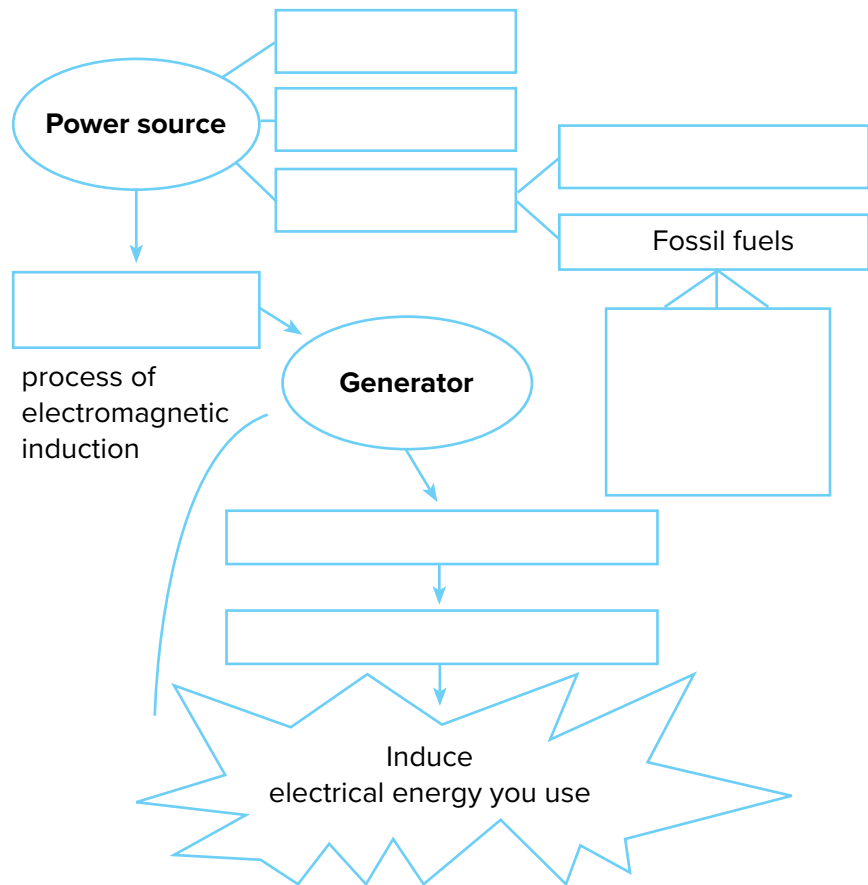 Power source
Fossil fuels
Generator
process of
electromagnetic
induction
Induce
electrical energy you use